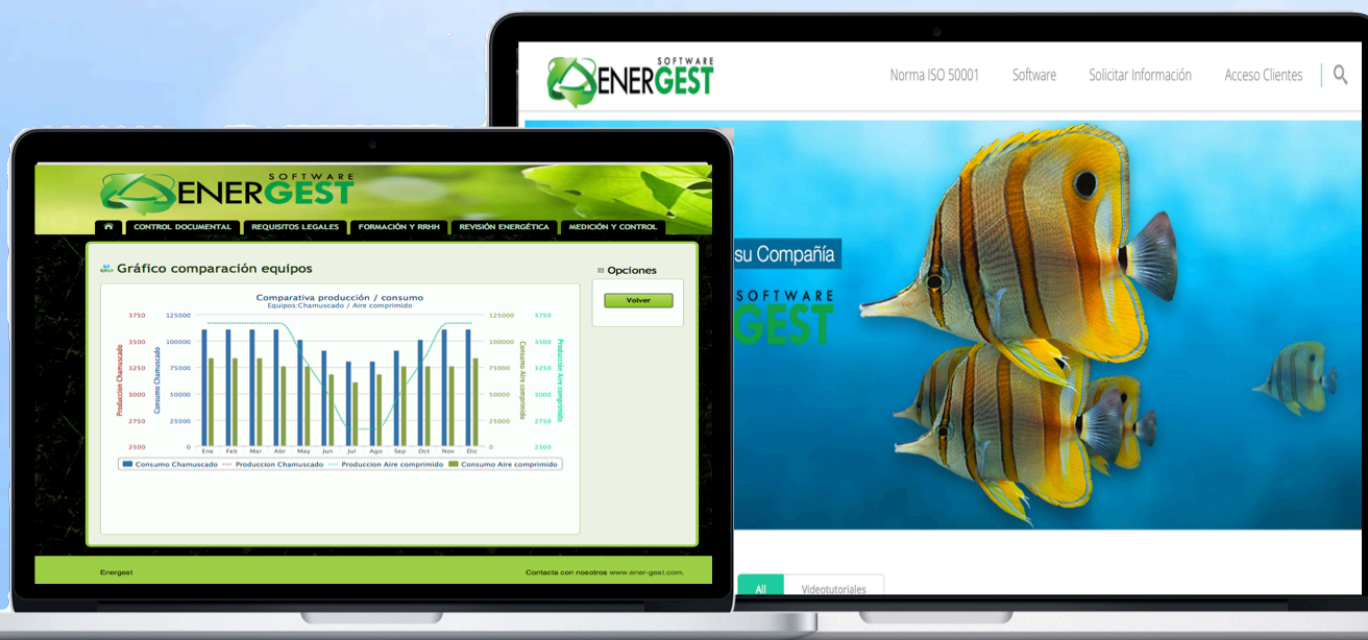 SOFTWARE
ENERGEST
Norma ISO 50001
Software
Solicitar Información
Acceso Clientes
su Compañía
SOFTWARE
GEST
All
Videotutoriales
SOFTWARE
ENERGEST
CONTROL DOCUMENTAL
REQUISITOS LEGALES
FORMACIÓN Y RRHH
REVISIÓN ENERGÉTICA
MEDICIÓN Y CONTROL
Gráfico comparación equipos
Opciones
Volver
Comparativa producción / consumo
Equipos:Chamuscado / Aire comprimido
Produccion Chamuscado
3750
3500
3250
3000
2750
2500
Consumo Chamuscado
125000
100000
75000
50000
25000
0
125000
100000
75000
50000
25000
0
Consumo Aire comprimido
3750
3500
3250
3000
2750
2500
Producción Aire comprimido
Ene Feb Mar Abr May Jun Jul Ago Sep Oct Nov Dic
Consumo Chamuscado Produccion Chamuscado Producción Aire comprimido Consumo Aire comprimido
Energest
Contacta con nosotros www.ener-gest.com.